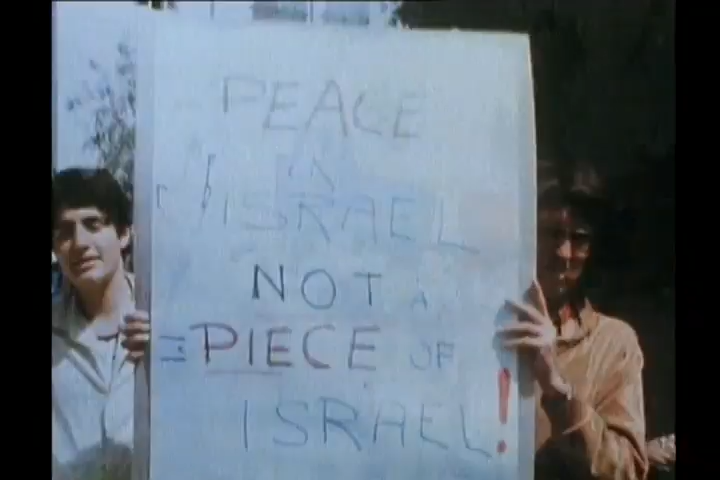 PEACE
IN
ISRAEL
NOT A
PIECE OF
ISRAEL!